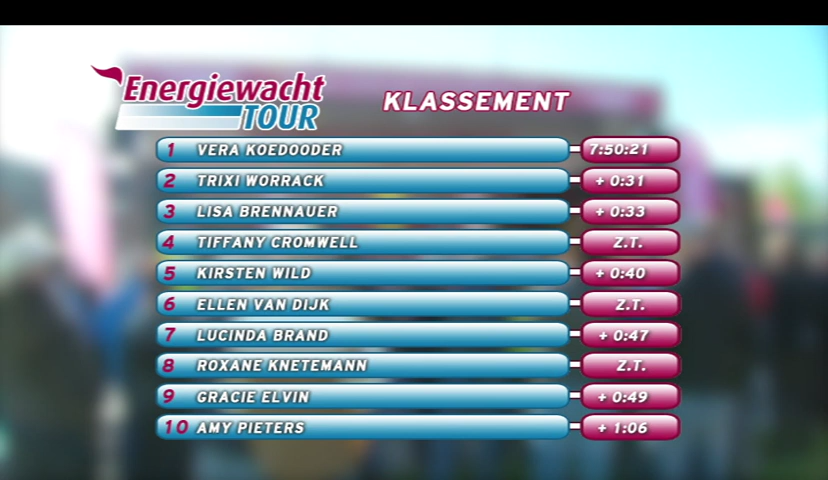 Energiewacht
TOUR
KLASSEMENT
1 VERA KOEDOODER 7:50:21
2 TRIXI WORRACK + 0:31
3 LISA BRENNAUER + 0:33
4 TIFFANY CROMWELL Z.T.
5 KIRSTEN WILD + 0:40
6 ELLEN VAN DIJK Z.T.
7 LUCINDA BRAND + 0:47
8 ROXANE KNETEMANN Z.T.
9 GRACIE ELVIN + 0:49
10 AMY PIETERS + 1:06